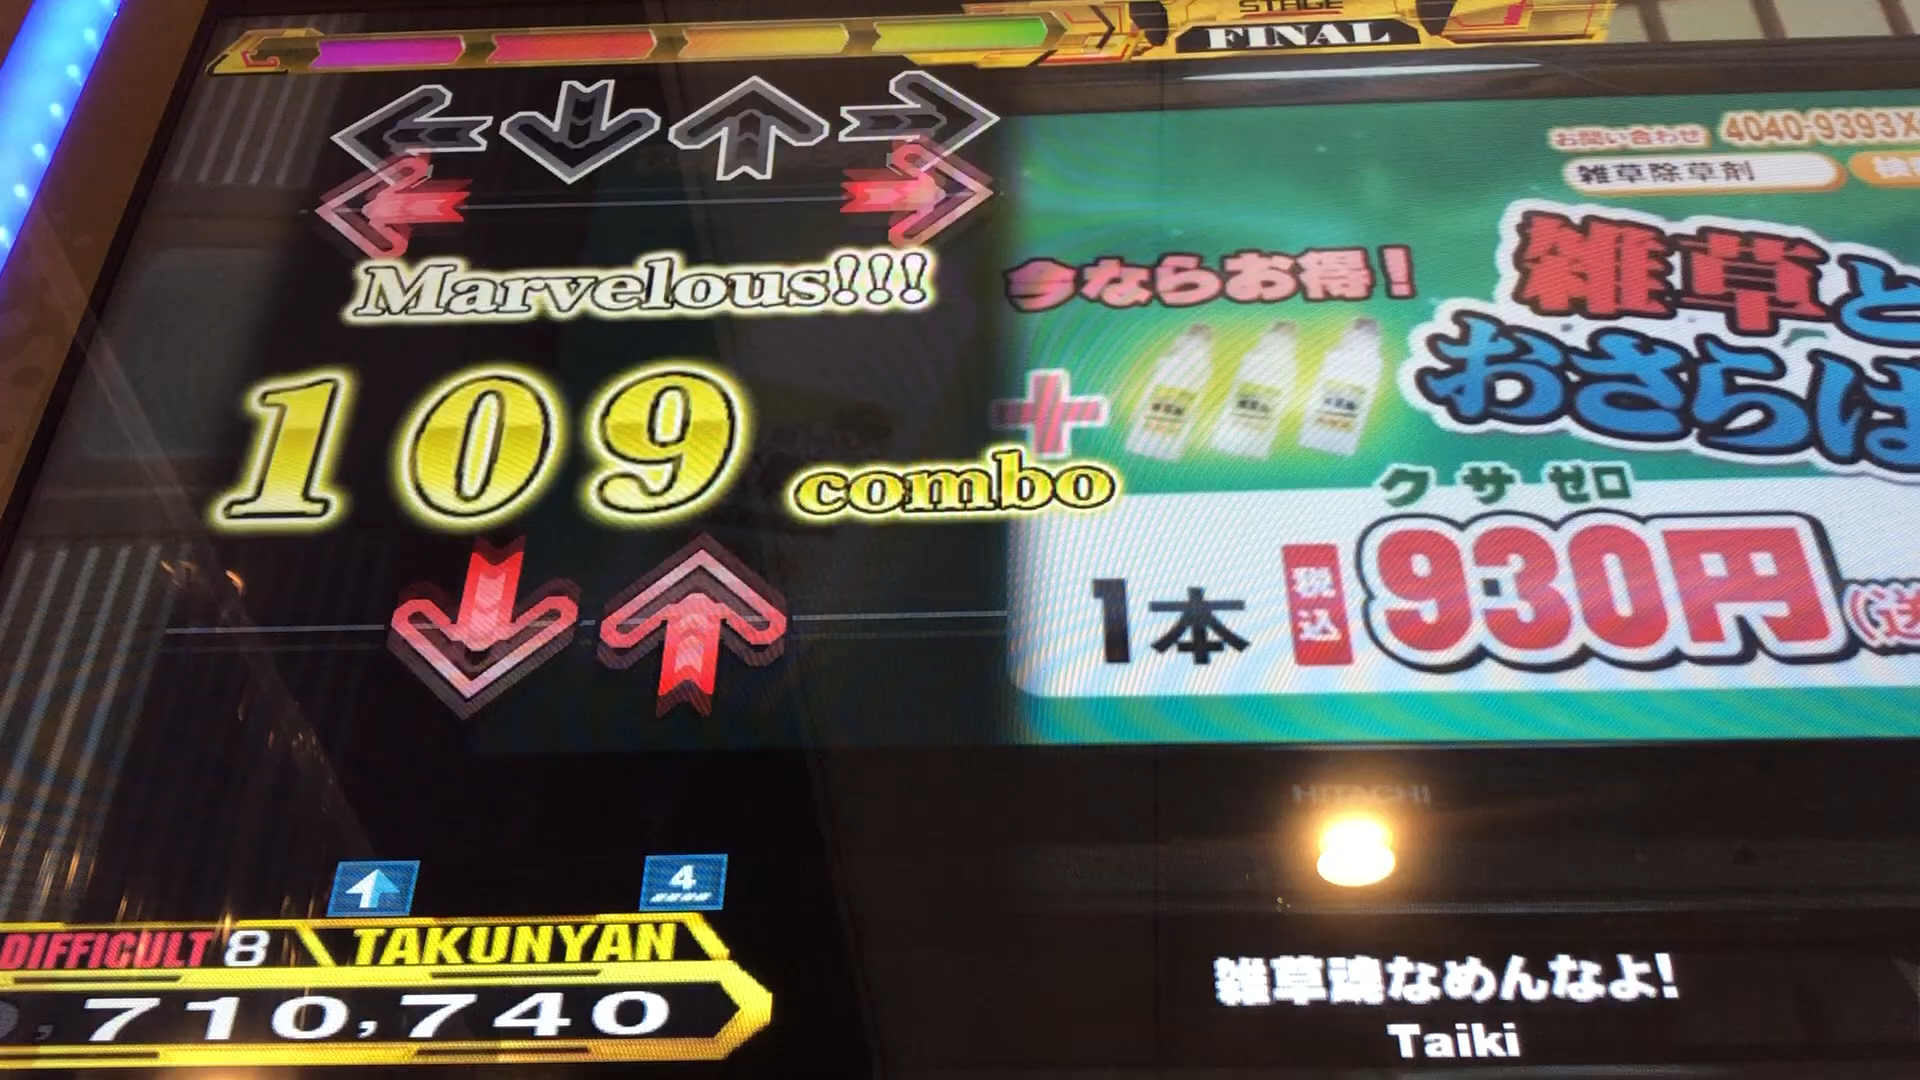 STAGE
FINAL
お問い合わせ 4040-9393
雑草除草剤
Marvelous!!!
今ならお得!
雑草と
おさらば
109 combo
クサゼロ
1本 税込 930円
HITACHI
4
DIFFICULT 8 TAKUNYAN
710,740
雑草魂なめんなよ!
Taiki